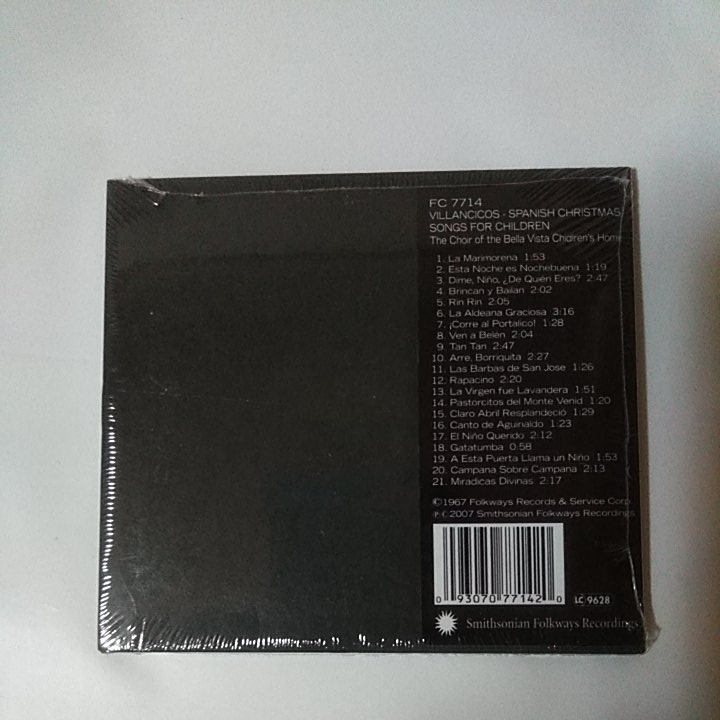 FC 7714
VILLANCICOS - SPANISH CHRISTMAS
SONGS FOR CHILDREN
The Choir of the Bella Vista Chidlren's Home
1. La Marimorena 1:53
2. Esta Noche es Nochebuena 1:19
3. Dime, Niño, ¿De Quién Eres? 2:47
4. Brincan y Bailan 2:02
5. Rin Rin 2:05
6. La Aldeana Graciosa 3:16
7. ¡Corre al Portalico! 1:28
8. Ven a Belén 2:04
9. Tan Tan 2:47
10. Arre, Borriquita 2:27
11. Las Barbas de San Jose 1:26
12. Rapacino 2:20
13. La Virgen fue Lavandera 1:51
14. Pastorcitos del Monte Venid 1:20
15. Claro Abril Resplandeció 1:29
16. Canto de Aguinaldo 1:23
17. El Niño Querido 2:12
18. Gatatumba 0:58
19. A Esta Puerta Llama un Niño 1:53
20. Campana Sobre Campana 2:13
21. Miradicas Divinas 2:17
©1967 Folkways Records & Service Corp.
℗©2007 Smithsonian Folkways Recordings
0 93070 77142 0
LC 9628
Smithsonian Folkways Recordings